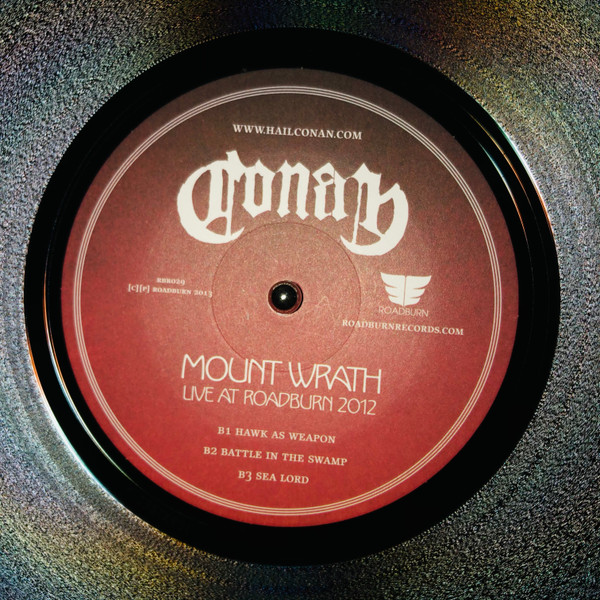 WWW.HAILCONAN.COM
Conan
RBR029
[C][P] ROADBURN 2013
ROADBURN
ROADBURNRECORDS.COM
MOUNT WRATH
LIVE AT ROADBURN 2012
B1 HAWK AS WEAPON
B2 BATTLE IN THE SWAMP
B3 SEA LORD